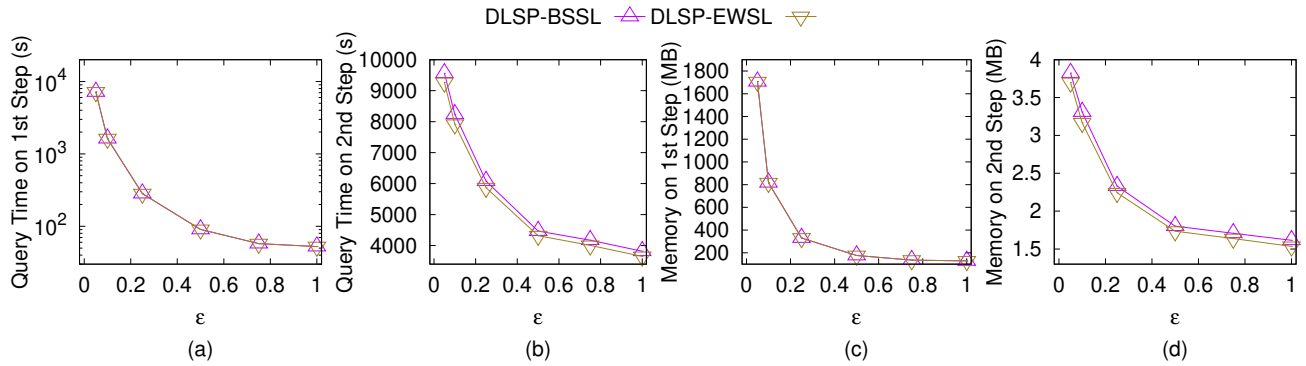 DLSP-BSSL DLSP-EWSL
Query Time on 1st Step (s)
10^4
10^3
10^2
0 0.2 0.4 0.6 0.8 1
ε
(a)
Query Time on 2nd Step (s)
10000
9000
8000
7000
6000
5000
4000
0 0.2 0.4 0.6 0.8 1
ε
(b)
Memory on 1st Step (MB)
1800
1600
1400
1200
1000
800
600
400
200
0 0.2 0.4 0.6 0.8 1
ε
(c)
Memory on 2nd Step (MB)
4
3.5
3
2.5
2
1.5
0 0.2 0.4 0.6 0.8 1
ε
(d)